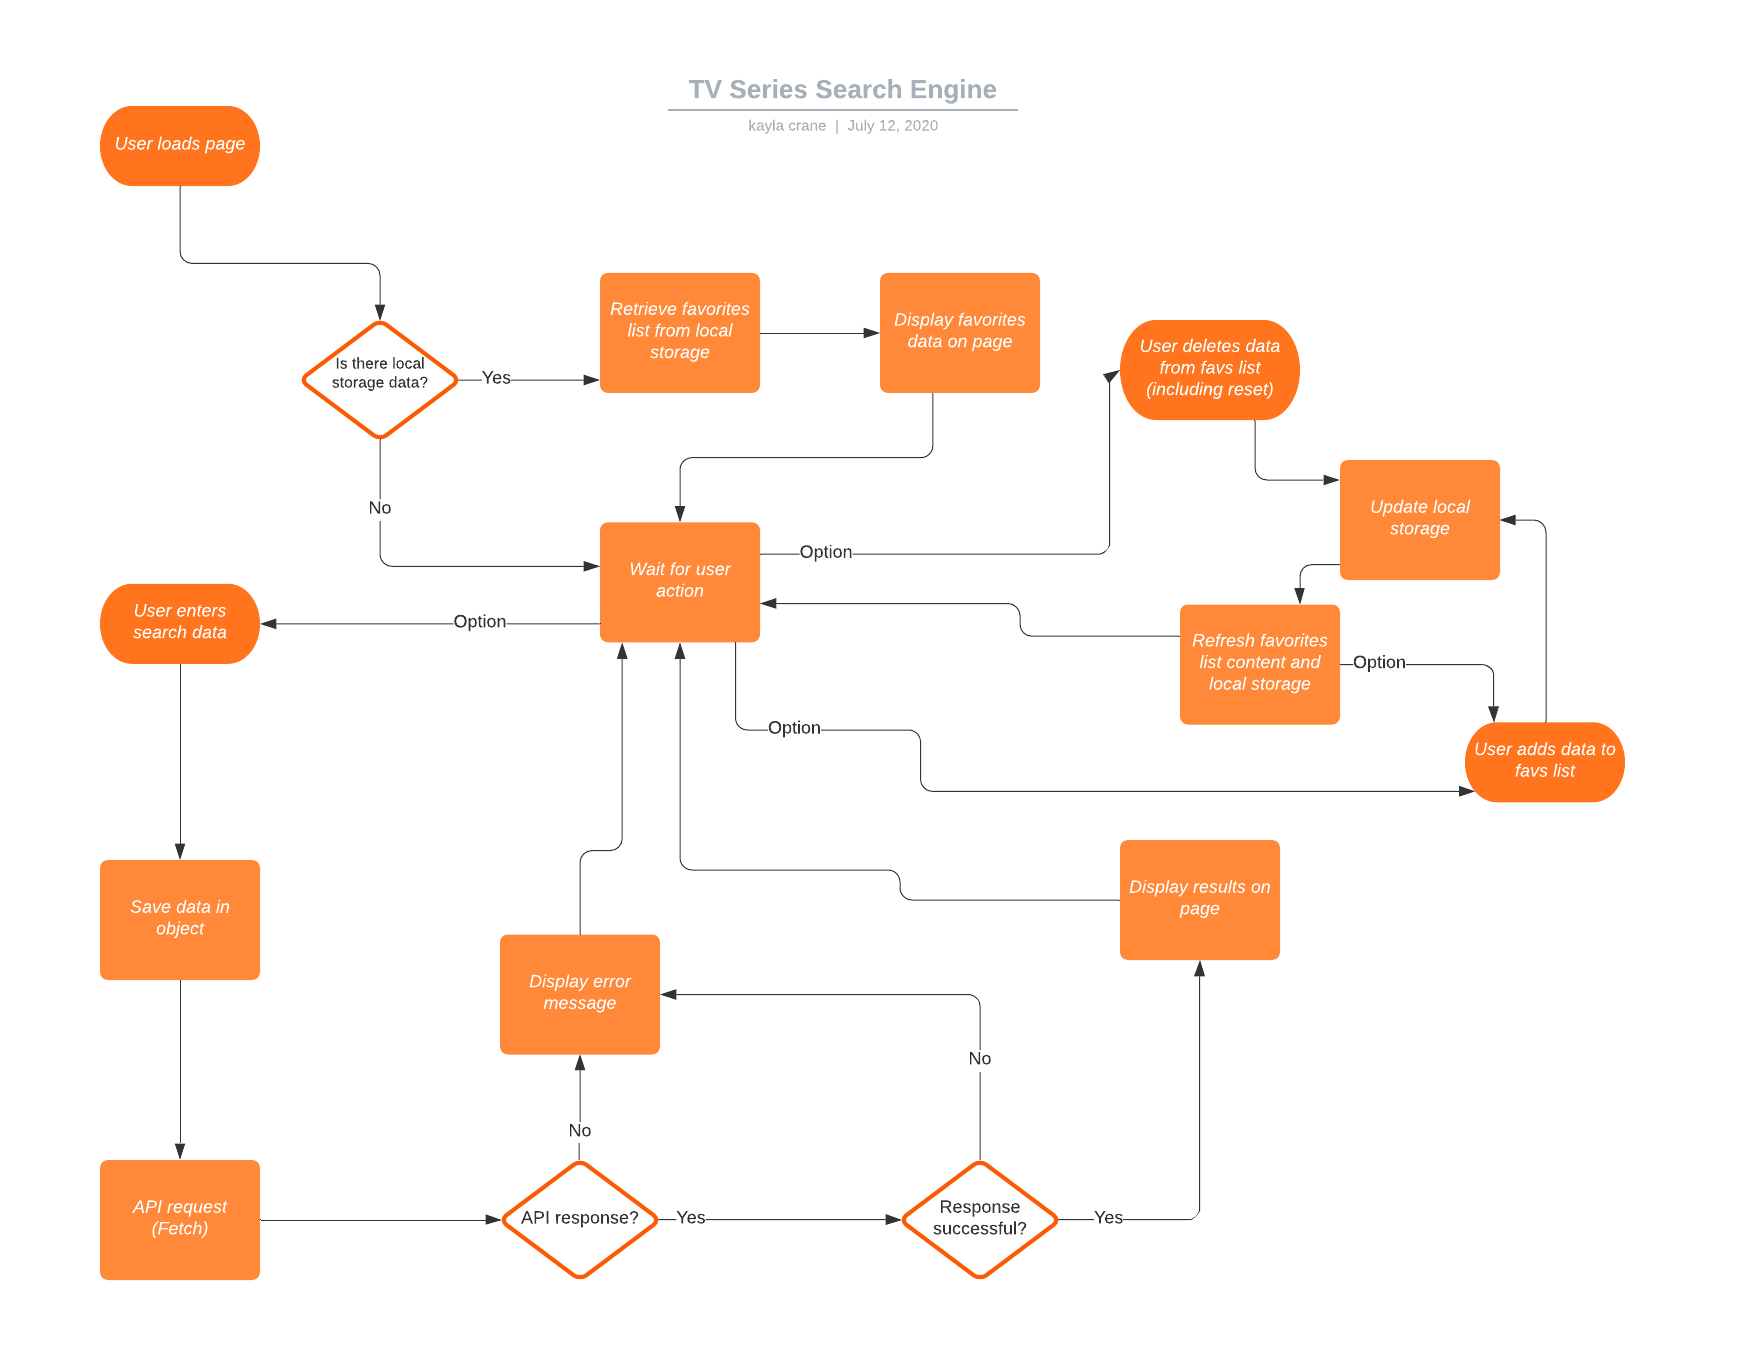 TV Series Search Engine
kayla crane | July 12, 2020
User loads page
Is there local
storage data?
Yes
Retrieve favorites
list from local
storage
Display favorites
data on page
User deletes data
from favs list
(including reset)
No
Update local
storage
Wait for user
action
Option
User enters
search data
Option
Refresh favorites
list content and
local storage
Option
Option
User adds data to
favs list
Save data in
object
Display results on
page
Display error
message
No
No
API request
(Fetch)
API response?
Yes
Response
successful?
Yes